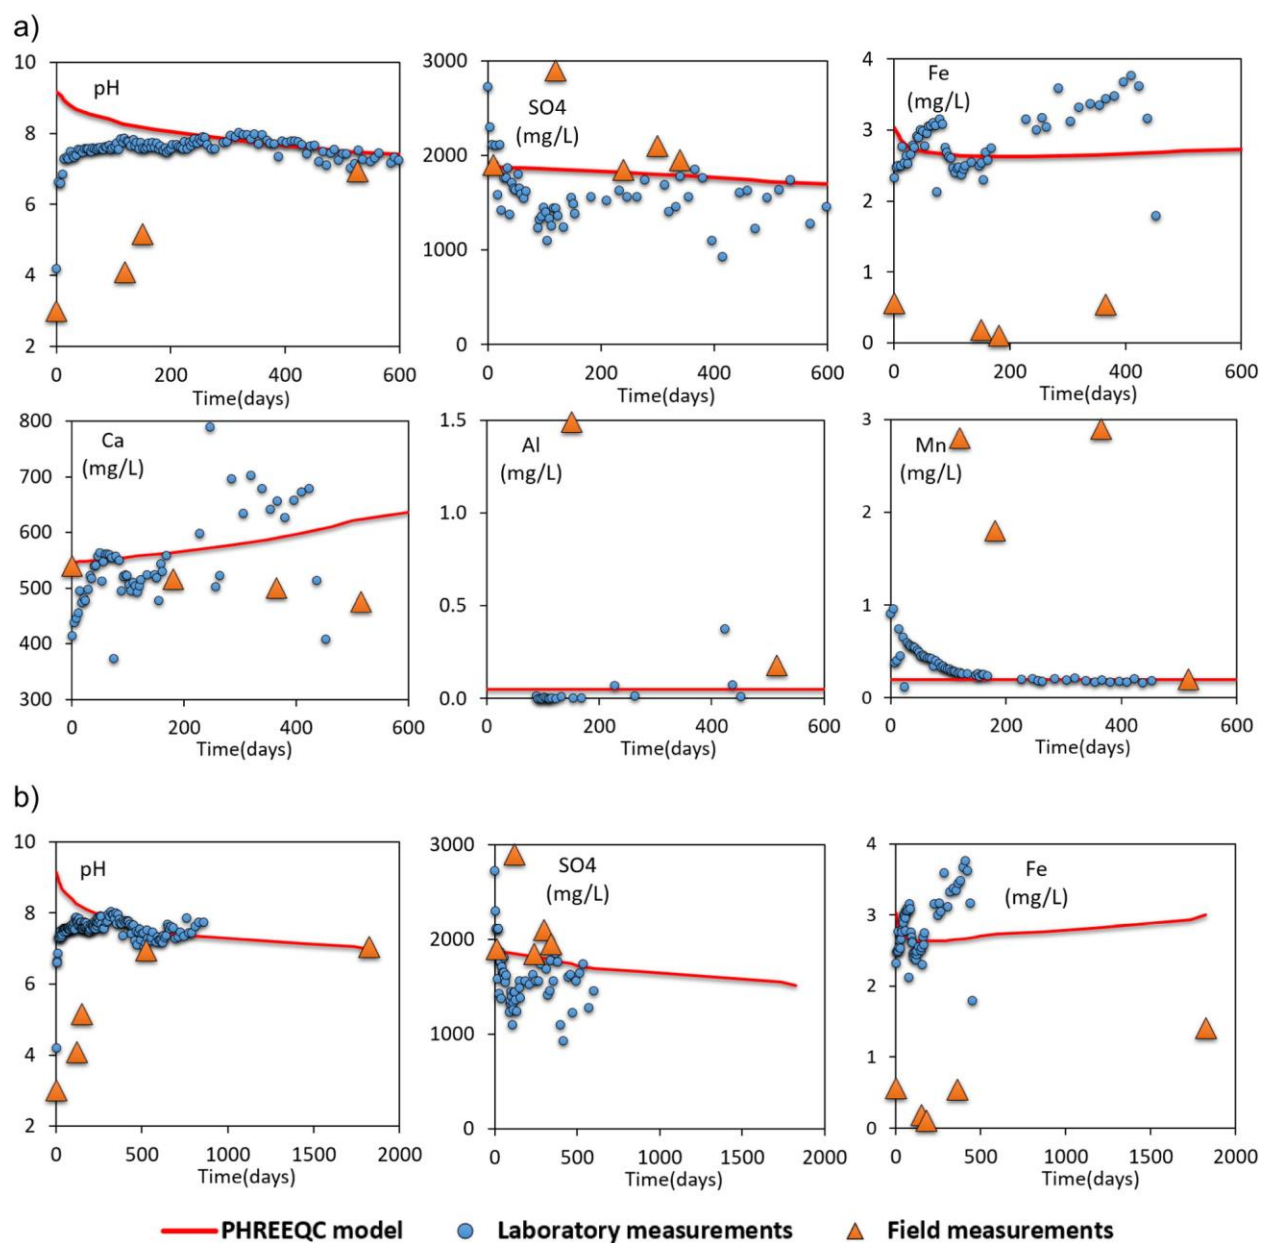 a)
10
8
6
4
2
pH
0
200
400
600
Time(days)
3000
2000
1000
0
SO4
(mg/L)
0
200
400
600
Time(days)
4
3
2
1
0
Fe
(mg/L)
0
200
400
600
Time(days)
800
700
600
500
400
300
Ca
(mg/L)
0
200
400
600
Time(days)
1.5
1.0
0.5
0.0
Al
(mg/L)
0
200
400
600
Time(days)
3
2
1
0
Mn
(mg/L)
0
200
400
600
Time(days)
b)
10
8
6
4
2
pH
0
500
1000
1500
2000
Time(days)
3000
2000
1000
0
SO4
(mg/L)
0
500
1000
1500
2000
Time(days)
4
3
2
1
0
Fe
(mg/L)
0
500
1000
1500
2000
Time(days)
PHREEQC model
Laboratory measurements
Field measurements